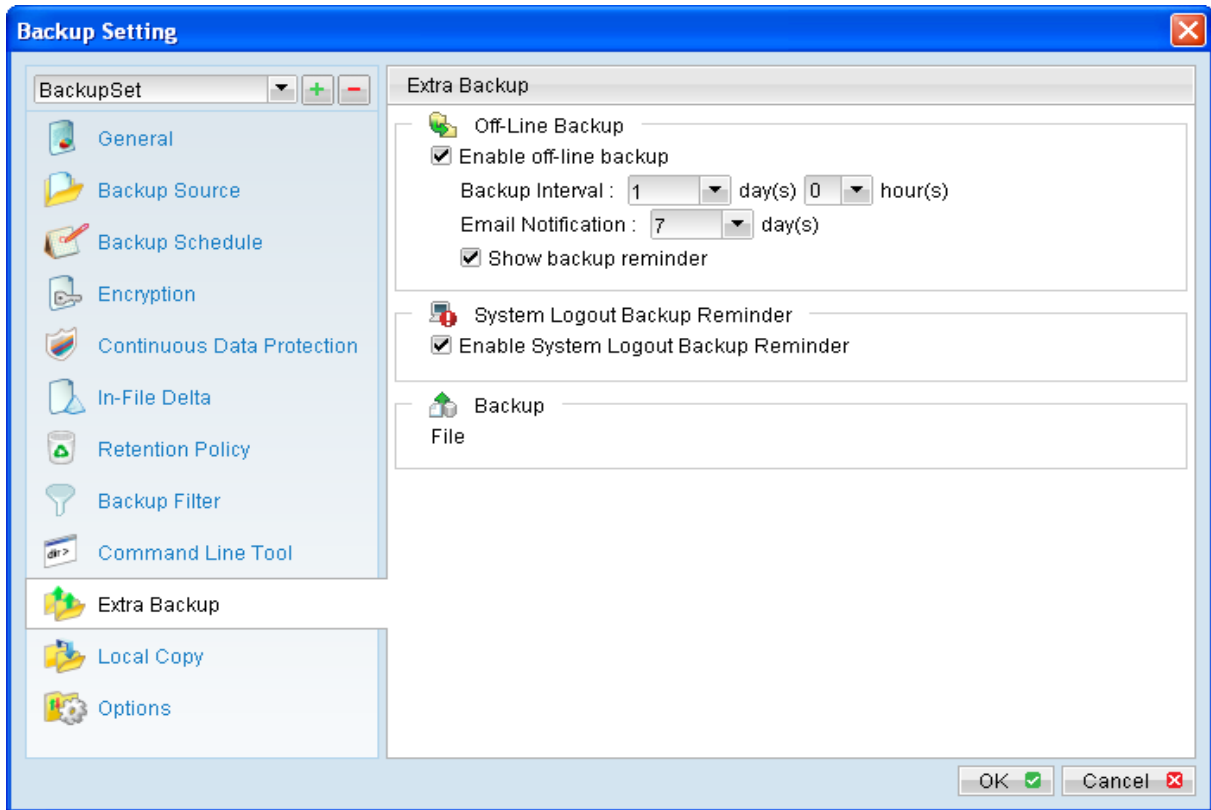 Backup Setting
BackupSet
General
Backup Source
Backup Schedule
Encryption
Continuous Data Protection
In-File Delta
Retention Policy
Backup Filter
dir>
Command Line Tool
Extra Backup
Local Copy
Options
Extra Backup
Off-Line Backup
Enable off-line backup
Backup Interval : 1 day(s) 0 hour(s)
Email Notification : 7 day(s)
Show backup reminder
System Logout Backup Reminder
Enable System Logout Backup Reminder
Backup
File
OK Cancel